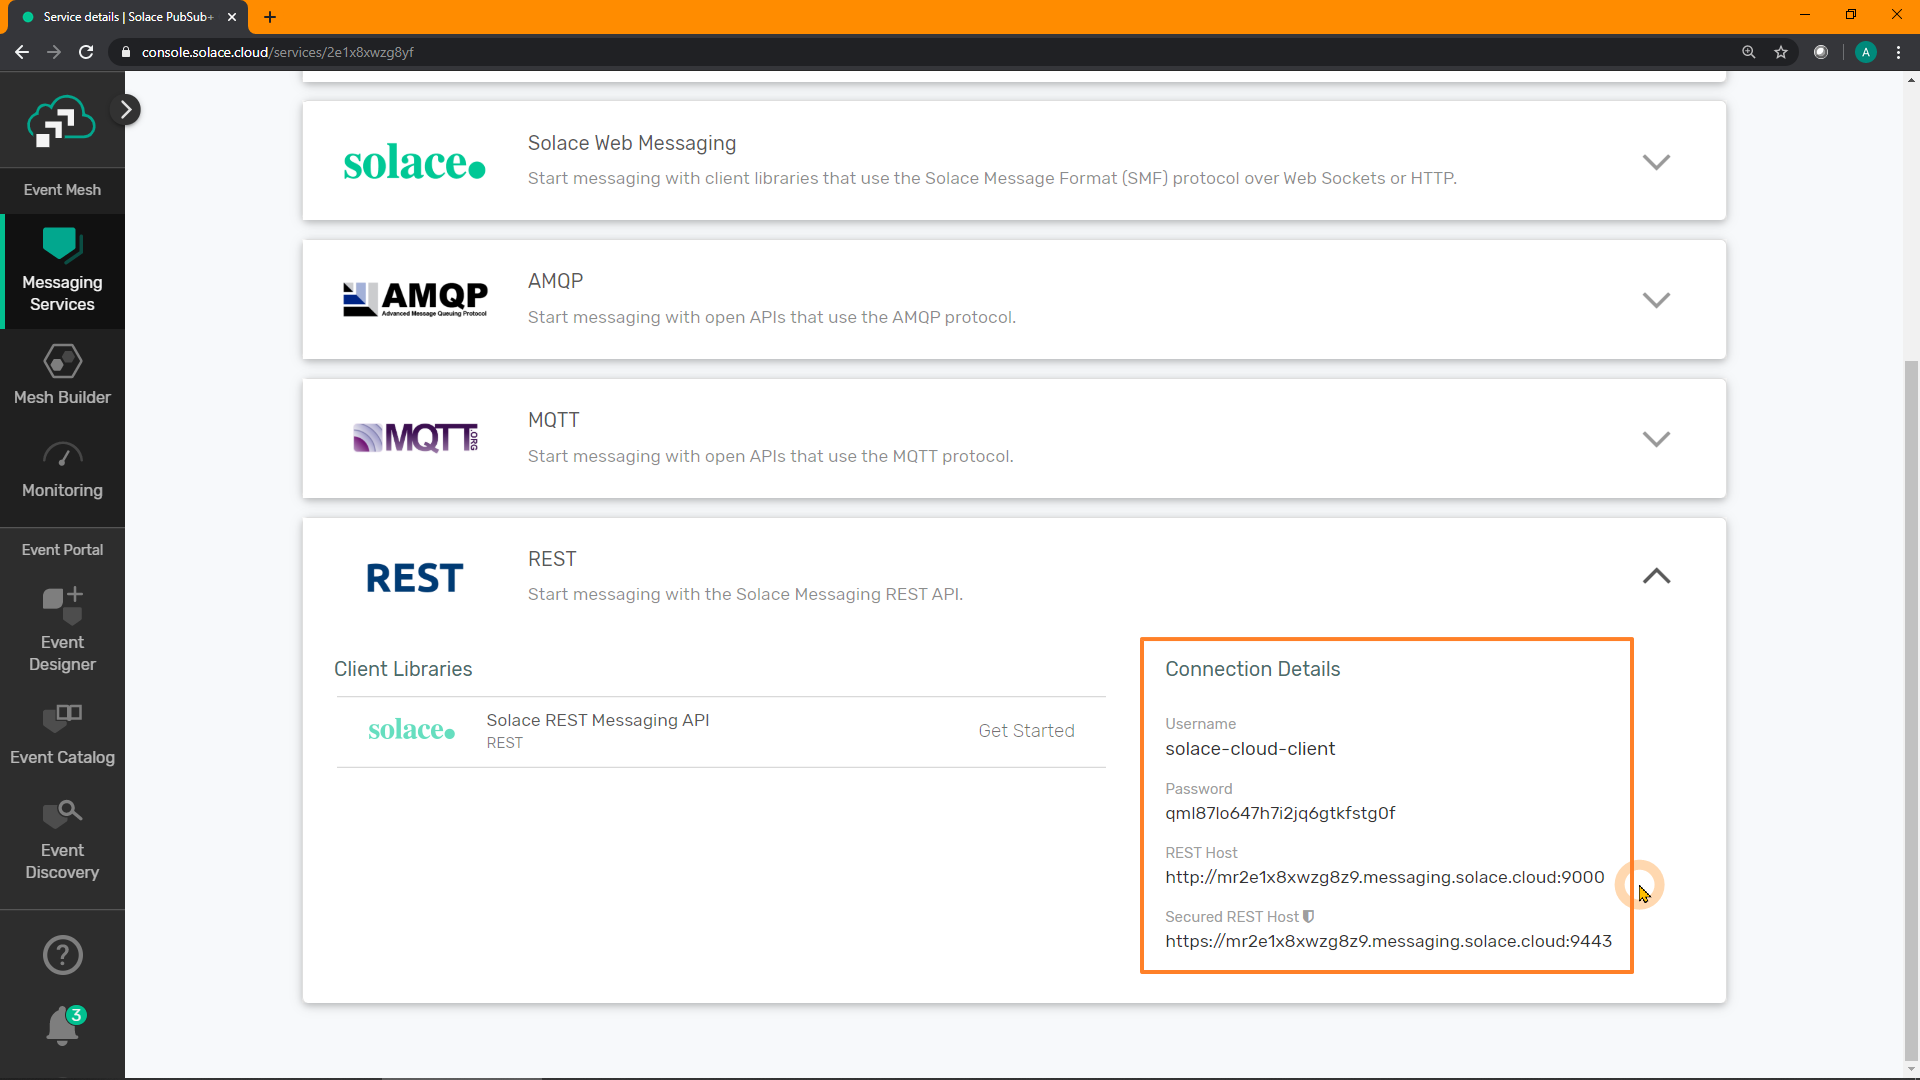 Service details | Solace PubSub+
console.solace.cloud/services/2e1x8xwzg8yf
A
Event Mesh
Messaging
Services
Mesh Builder
Monitoring
Event Portal
Event
Designer
Event Catalog
Event
Discovery
?
3
solace.
Solace Web Messaging
Start messaging with client libraries that use the Solace Message Format (SMF) protocol over Web Sockets or HTTP.
AMQP
Advanced Message Queuing Protocol
AMQP
Start messaging with open APIs that use the AMQP protocol.
MQTT.ORG
MQTT
Start messaging with open APIs that use the MQTT protocol.
REST
REST
Start messaging with the Solace Messaging REST API.
Client Libraries
solace.
Solace REST Messaging API
REST
Get Started
Connection Details
Username
solace-cloud-client
Password
qml87lo647h7i2jq6gtkfstg0f
REST Host
http://mr2e1x8xwzg8z9.messaging.solace.cloud:9000
Secured REST Host
https://mr2e1x8xwzg8z9.messaging.solace.cloud:9443